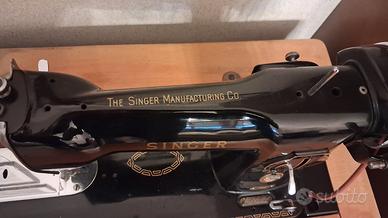 THE SINGER MANUFACTURING CO
SINGER
subito